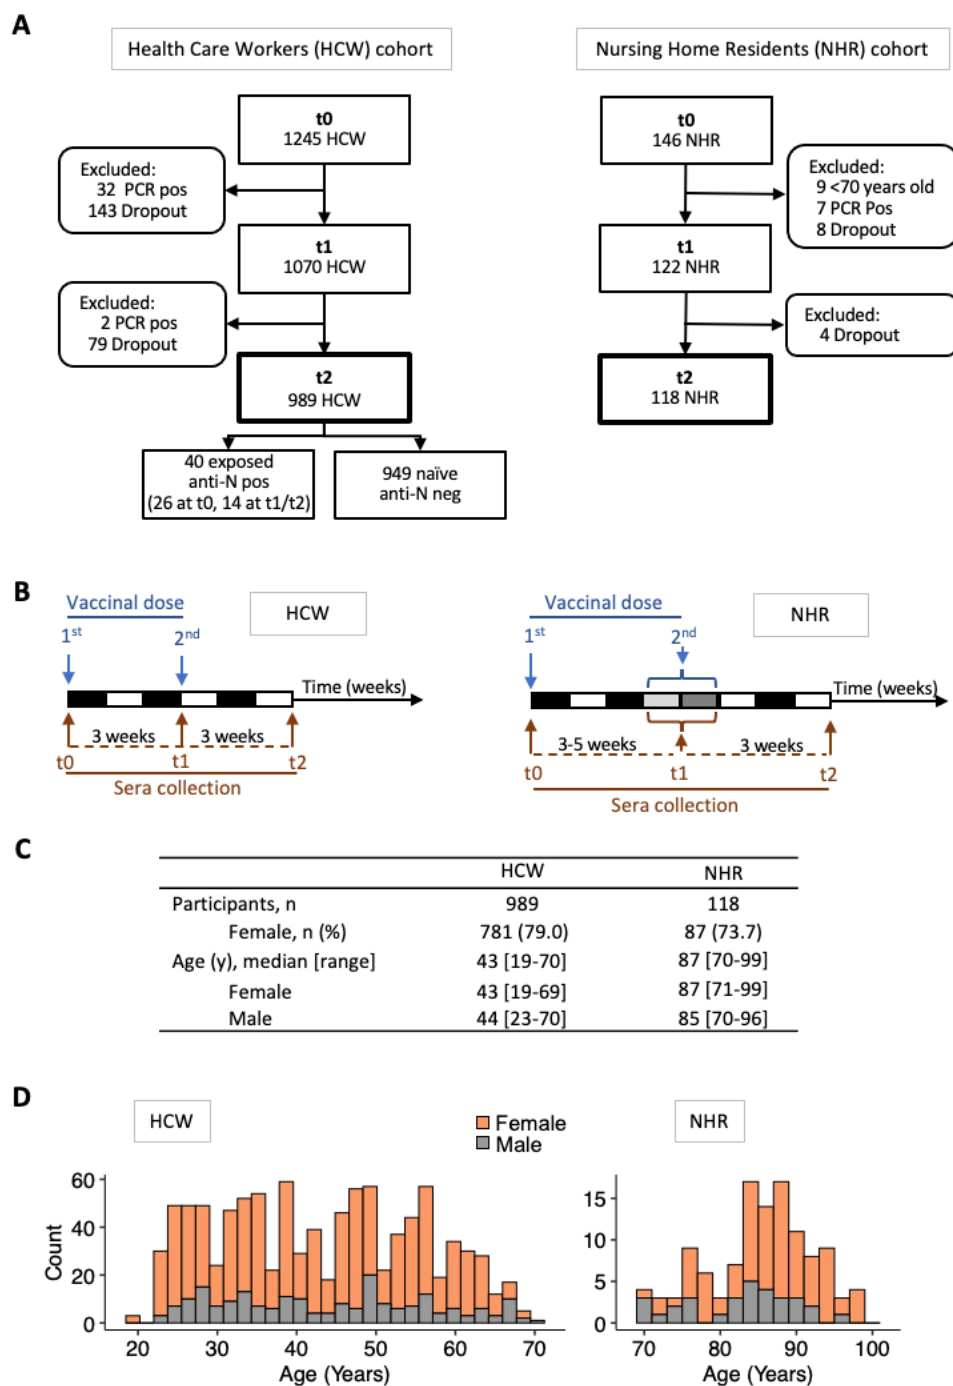 A
Health Care Workers (HCW) cohort
Nursing Home Residents (NHR) cohort
t0
1245 HCW
Excluded:
32 PCR pos
143 Dropout
t1
1070 HCW
Excluded:
2 PCR pos
79 Dropout
t2
989 HCW
40 exposed
anti-N pos
(26 at t0, 14 at t1/t2)
949 naïve
anti-N neg
t0
146 NHR
Excluded:
9 <70 years old
7 PCR Pos
8 Dropout
t1
122 NHR
Excluded:
4 Dropout
t2
118 NHR
B
Vaccinal dose
HCW
1st
2nd
Time (weeks)
3 weeks
3 weeks
t0
t1
t2
Sera collection
Vaccinal dose
NHR
1st
2nd
Time (weeks)
3-5 weeks
3 weeks
t0
t1
t2
Sera collection
C
HCW NHR
Participants, n 989 118
Female, n (%) 781 (79.0) 87 (73.7)
Age (y), median [range] 43 [19-70] 87 [70-99]
Female 43 [19-69] 87 [71-99]
Male 44 [23-70] 85 [70-96]
D
HCW
Female
Male
NHR
60
40
20
0
Count
20 30 40 50 60 70
Age (Years)
15
10
5
0
70 80 90 100
Age (Years)